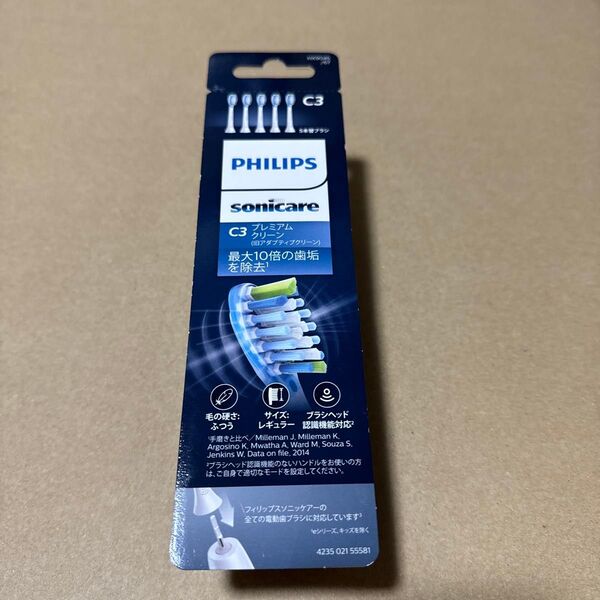 C3
5本替ブラシ
PHILIPS
sonicare
C3 プレミアム
クリーン
(旧アダプティブクリーン)
最大10倍の歯垢
を除去¹
毛の硬さ:
ふつう
サイズ:
レギュラー
ブラシヘッド
認識機能対応²
¹手磨きと比べ/Milleman J, Milleman K,
Argosino K, Mwatha A, Ward M, Souza S,
Jenkins W, Data on file, 2014
²ブラシヘッド認識機能のないハンドルをお使いの方
は、ご自身で適切なモードを設定してください。
フィリップスソニッケアーの
全ての電動歯ブラシに対応しています³
³eシリーズ、キッズを除く
4235 021 55581